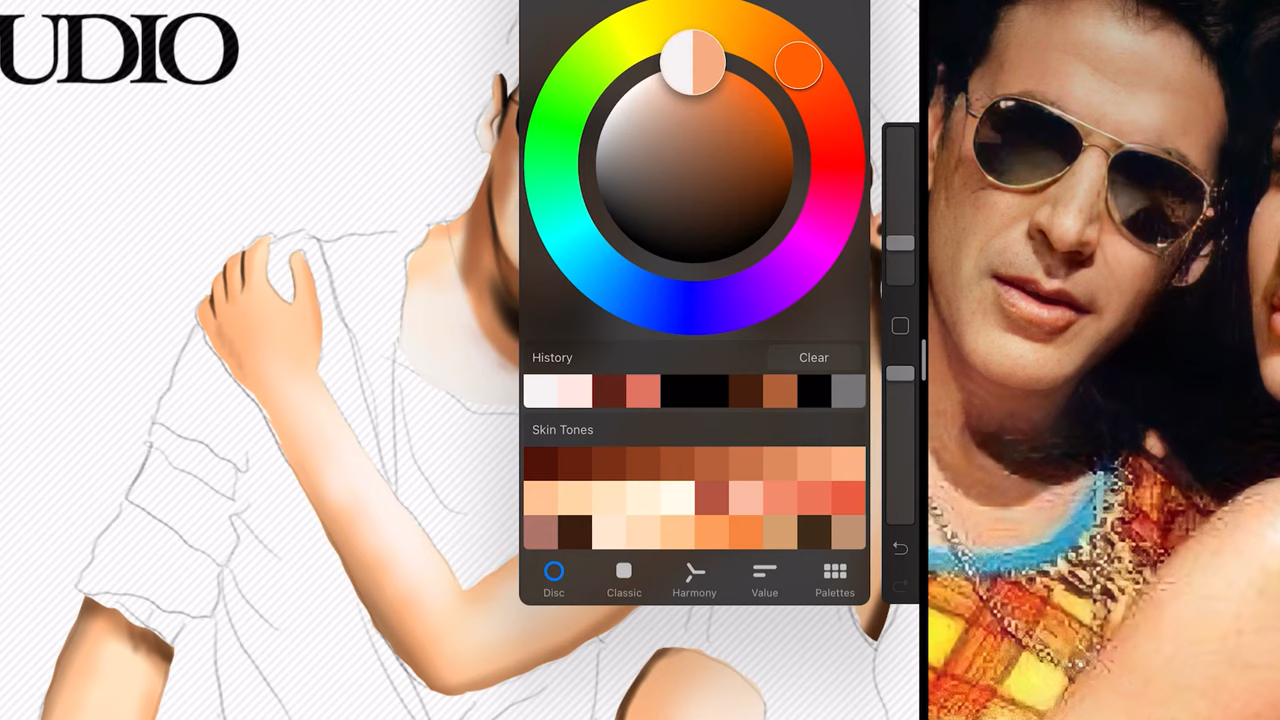 UDIO
History
Clear
Skin Tones
Disc
Classic
Harmony
Value
Palettes